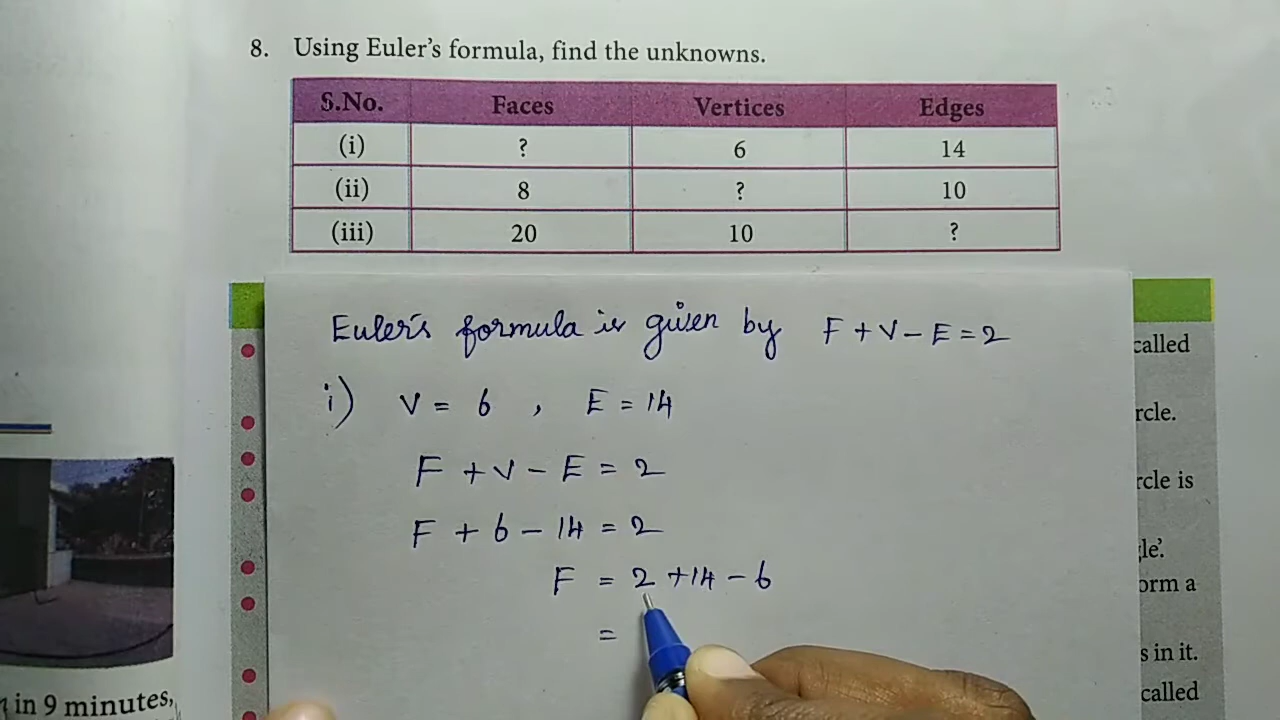 8. Using Euler's formula, find the unknowns.
S.No. Faces Vertices Edges
(i) ? 6 14
(ii) 8 ? 10
(iii) 20 10 ?
Euler's formula is given by F + V - E = 2
i) V = 6 , E = 14
F + V - E = 2
F + 6 - 14 = 2
F = 2 + 14 - 6
=
called
rcle.
rcle is
gle'.
orm a
s in it.
called
in 9 minutes,